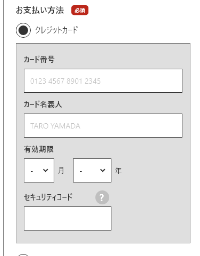 お支払い方法 必須
クレジットカード
カード番号
0123 4567 8901 2345
カード名義人
TARO YAMADA
有効期限
- 月 - 年
セキュリティコード ?